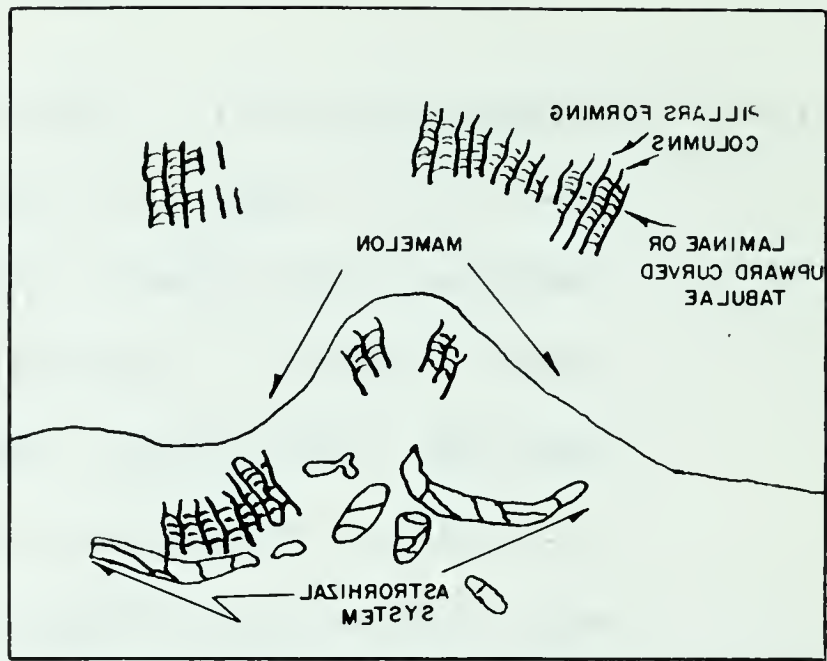 PILLARS FORMING
COLUMNS
LAMINAE OR
UPWARD CURVED
TABULAE
MAMELON
ASTRORHIZAL
SYSTEM